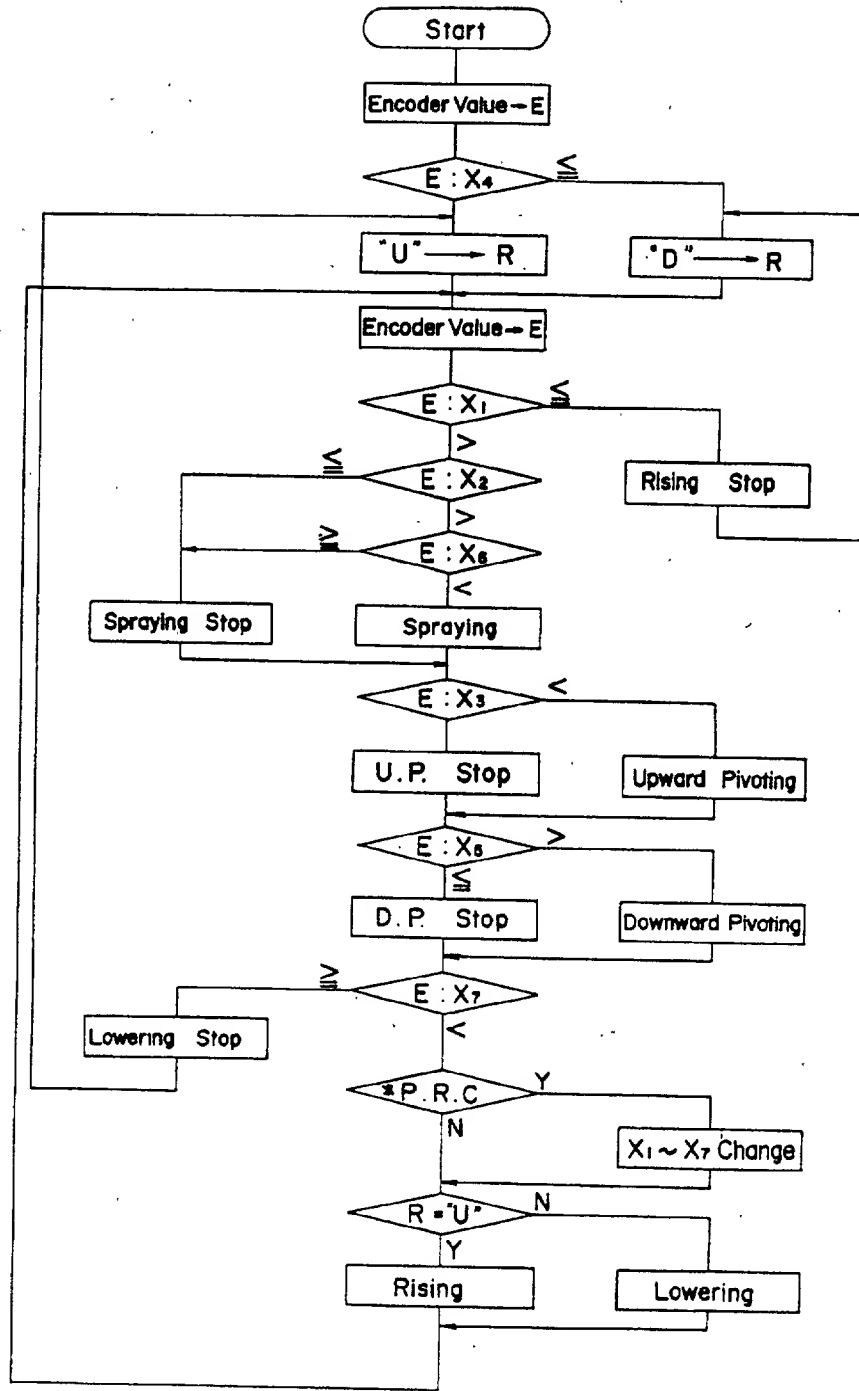 Start
Encoder Value → E
E : X₄
≦
"U" → R
"D" → R
Encoder Value → E
E : X₁
≦
>
≦
E : X₂
Rising Stop
>
≧
E : X₆
<
Spraying Stop
Spraying
E : X₃
<
U.P. Stop
Upward Pivoting
E : X₅
>
≦
D.P. Stop
Downward Pivoting
≧
E : X₇
Lowering Stop
<
*P.R.C
Y
N
X₁ ~ X₇ Change
R = "U"
N
Y
Rising
Lowering